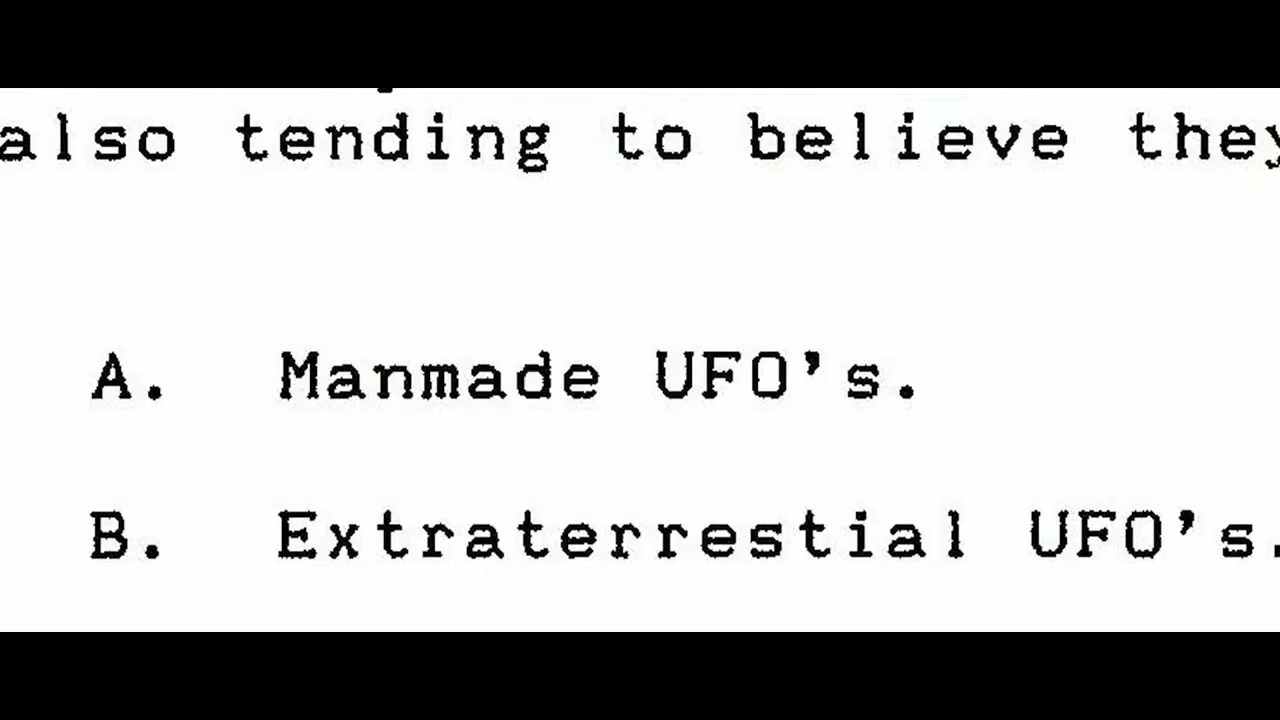 also tending to believe they
A. Manmade UFO's.
B. Extraterrestial UFO's.